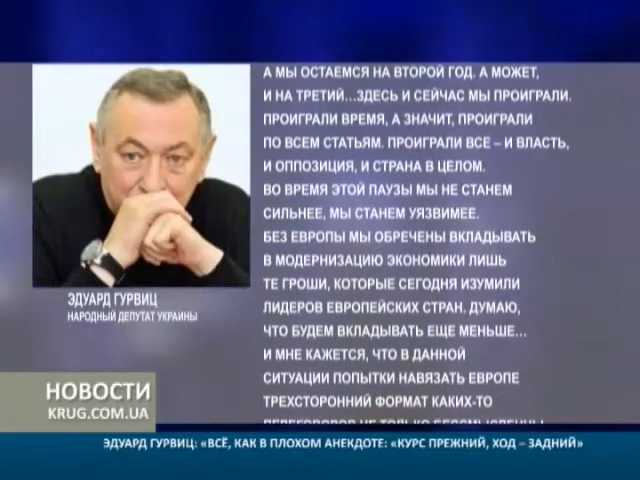 А МЫ ОСТАЕМСЯ НА ВТОРОЙ ГОД. А МОЖЕТ,
И НА ТРЕТИЙ...ЗДЕСЬ И СЕЙЧАС МЫ ПРОИГРАЛИ.
ПРОИГРАЛИ ВРЕМЯ, А ЗНАЧИТ, ПРОИГРАЛИ
ПО ВСЕМ СТАТЬЯМ. ПРОИГРАЛИ ВСЕ – И ВЛАСТЬ,
И ОППОЗИЦИЯ, И СТРАНА В ЦЕЛОМ.
ВО ВРЕМЯ ЭТОЙ ПАУЗЫ МЫ НЕ СТАНЕМ
СИЛЬНЕЕ, МЫ СТАНЕМ УЯЗВИМЕЕ.
БЕЗ ЕВРОПЫ МЫ ОБРЕЧЕНЫ ВКЛАДЫВАТЬ
В МОДЕРНИЗАЦИЮ ЭКОНОМИКИ ЛИШЬ
ТЕ ГРОШИ, КОТОРЫЕ СЕГОДНЯ ИЗУМИЛИ
ЛИДЕРОВ ЕВРОПЕЙСКИХ СТРАН. ДУМАЮ,
ЧТО БУДЕМ ВКЛАДЫВАТЬ ЕЩЕ МЕНЬШЕ...
И МНЕ КАЖЕТСЯ, ЧТО В ДАННОЙ
СИТУАЦИИ ПОПЫТКИ НАВЯЗАТЬ ЕВРОПЕ
ТРЕХСТОРОННИЙ ФОРМАТ КАКИХ-ТО
ПЕРЕГОВОРОВ НЕ ТОЛЬКО БЕССМЫСЛЕННЫ
ЭДУАРД ГУРВИЦ
НАРОДНЫЙ ДЕПУТАТ УКРАИНЫ
НОВОСТИ
KRUG.COM.UA
ЭДУАРД ГУРВИЦ: «ВСЁ, КАК В ПЛОХОМ АНЕКДОТЕ: «КУРС ПРЕЖНИЙ, ХОД – ЗАДНИЙ»